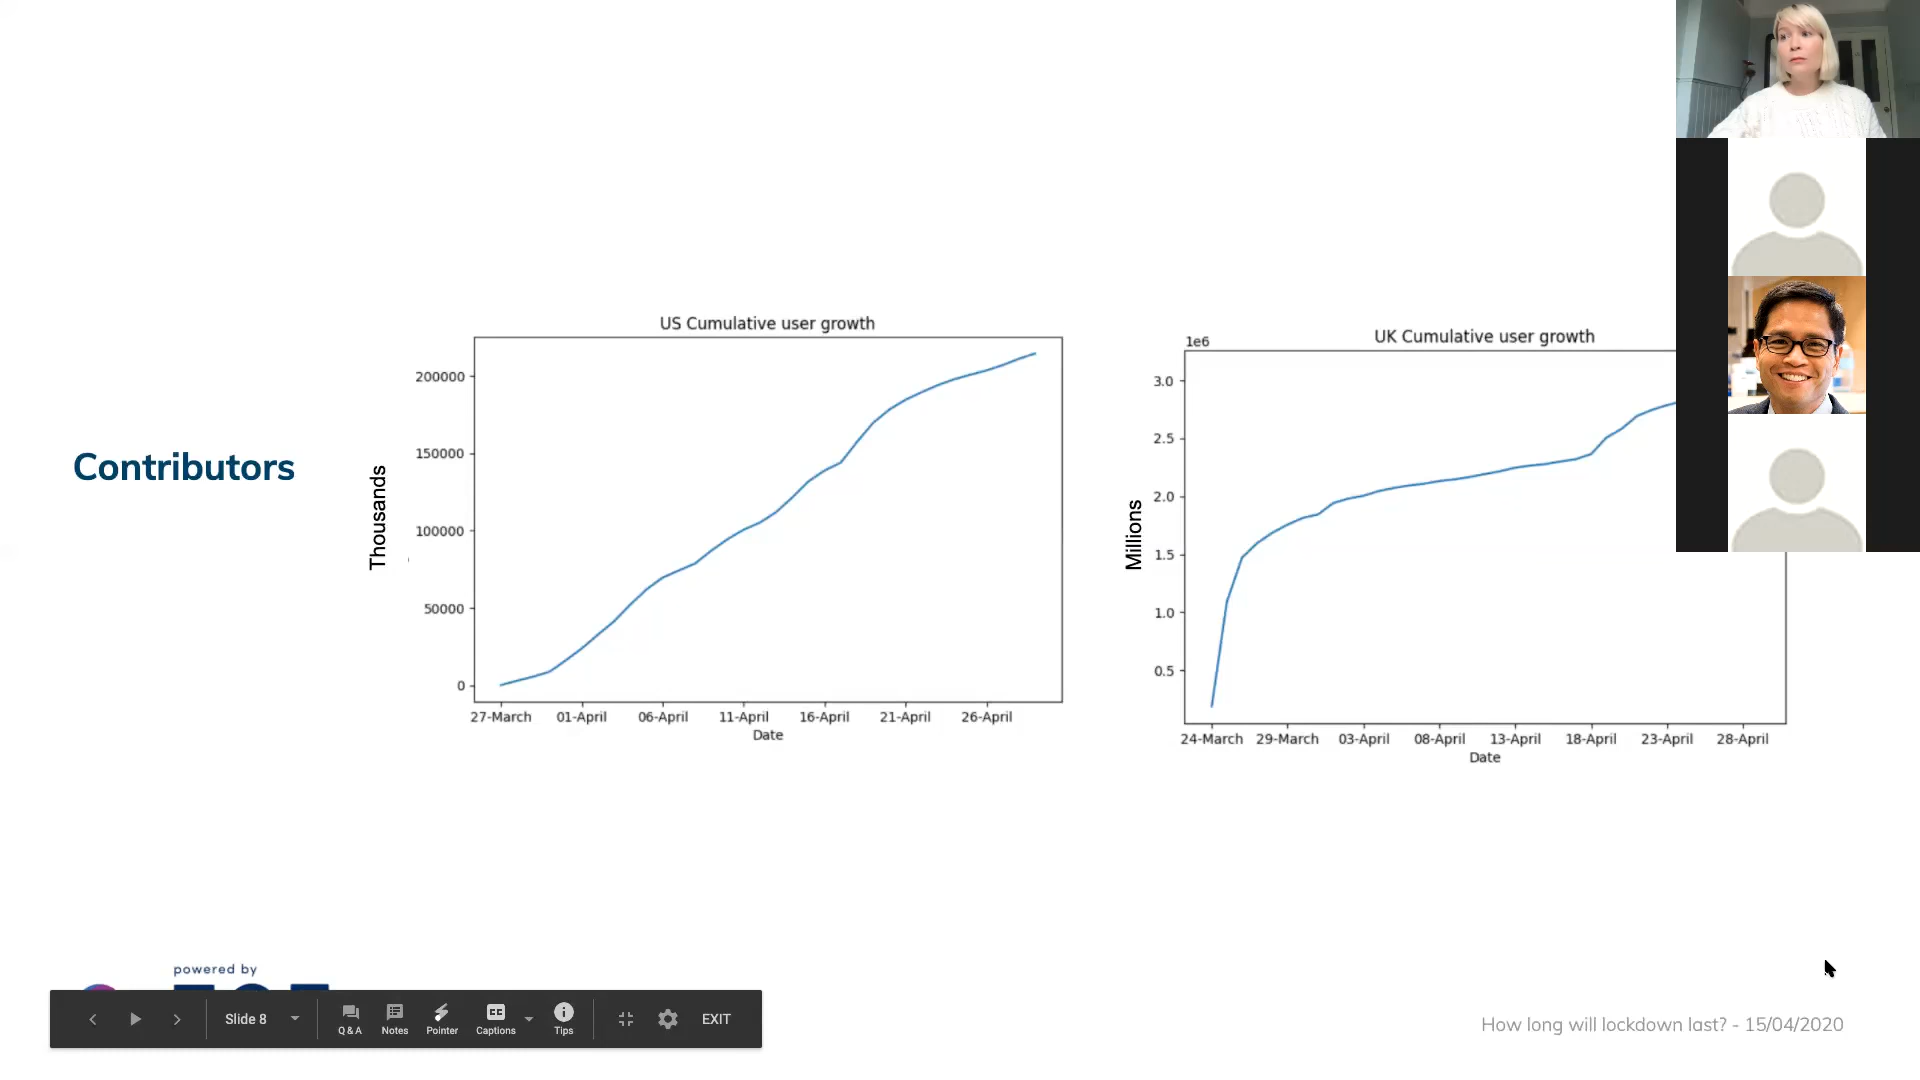 Contributors
US Cumulative user growth
Thousands
200000
150000
100000
50000
0
27-March 01-April 06-April 11-April 16-April 21-April 26-April
Date
UK Cumulative user growth
1e6
Millions
3.0
2.5
2.0
1.5
1.0
0.5
24-March 29-March 03-April 08-April 13-April 18-April 23-April 28-April
Date
powered by
Slide 8
Q & A
Notes
Pointer
CC
Captions
Tips
EXIT
How long will lockdown last? - 15/04/2020